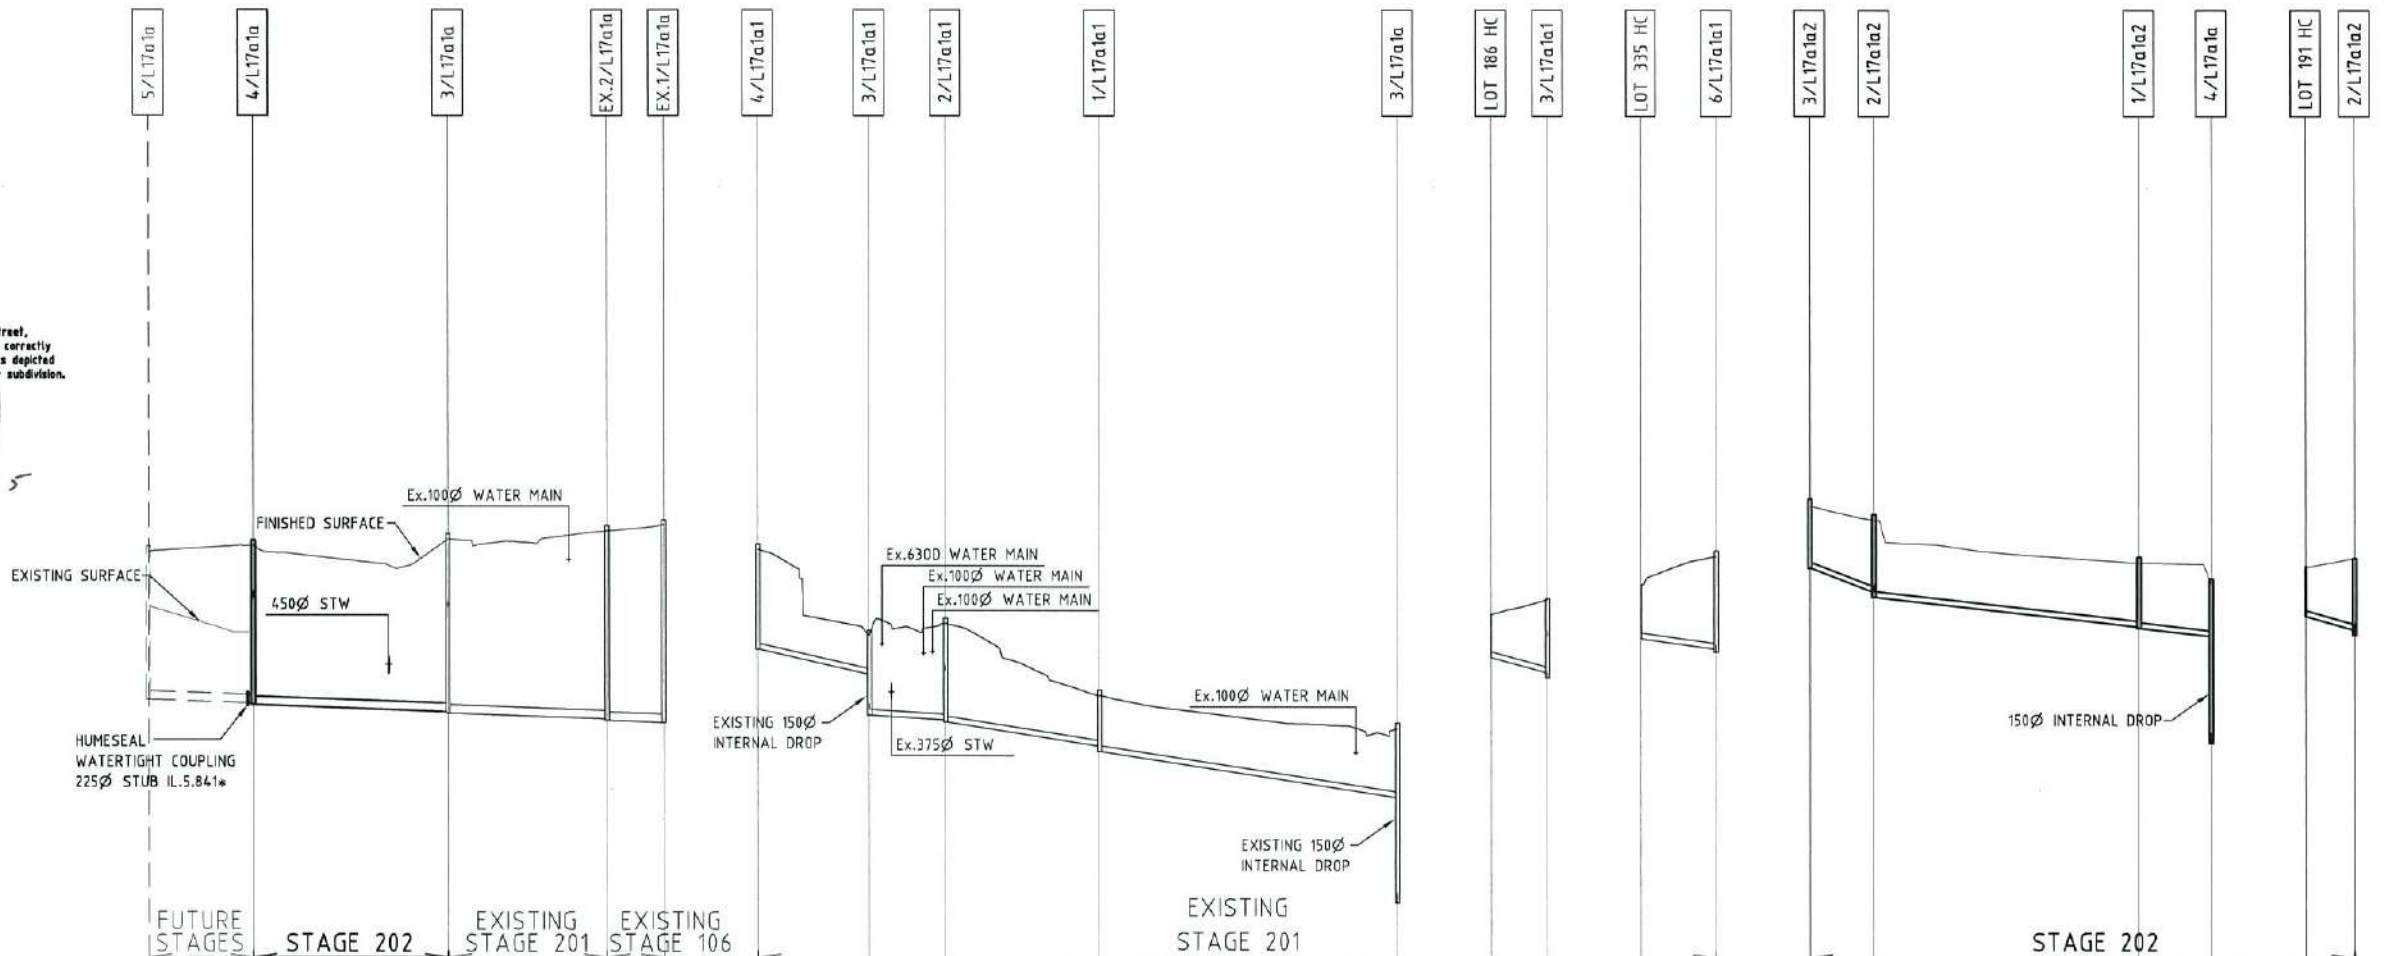 5/L17a1a
4/L17a1a
3/L17a1a
EX.2/L17a1a
EX.1/L17a1a
4/L17a1a1
3/L17a1a1
2/L17a1a1
1/L17a1a1
3/L17a1a
LOT 186 HC
3/L17a1a1
LOT 335 HC
6/L17a1a1
3/L17a1a2
2/L17a1a2
1/L17a1a2
4/L17a1a
LOT 191 HC
2/L17a1a2
correctly
s depicted
subdivision.
5
Ex.100Ø WATER MAIN
FINISHED SURFACE
EXISTING SURFACE
450Ø STW
HUMESEAL
WATERTIGHT COUPLING
225Ø STUB IL.5.841*
Ex.630D WATER MAIN
Ex.100Ø WATER MAIN
Ex.100Ø WATER MAIN
EXISTING 150Ø
INTERNAL DROP
Ex.375Ø STW
Ex.100Ø WATER MAIN
EXISTING 150Ø
INTERNAL DROP
150Ø INTERNAL DROP
FUTURE
STAGES
STAGE 202
EXISTING
STAGE 201
EXISTING
STAGE 106
EXISTING
STAGE 201
STAGE 202